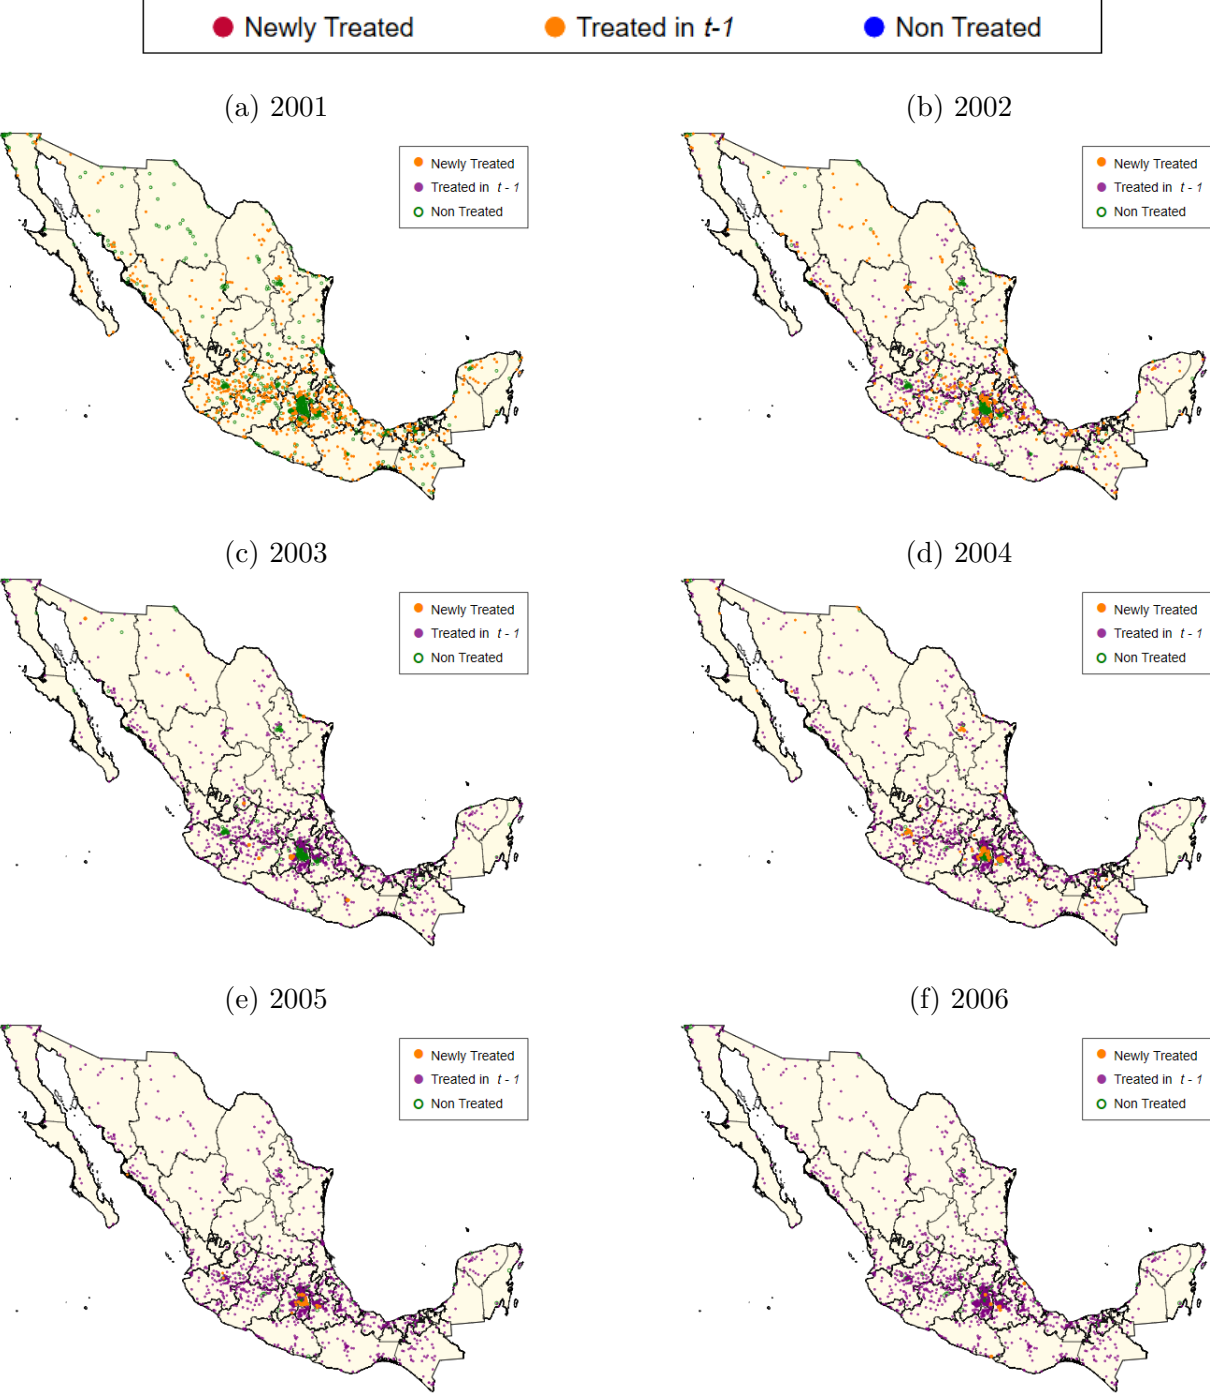 Newly Treated Treated in t-1 Non Treated
(a) 2001 (b) 2002
Newly Treated
Treated in t - 1
Non Treated
Newly Treated
Treated in t - 1
Non Treated
(c) 2003 (d) 2004
Newly Treated
Treated in t - 1
Non Treated
Newly Treated
Treated in t - 1
Non Treated
(e) 2005 (f) 2006
Newly Treated
Treated in t - 1
Non Treated
Newly Treated
Treated in t - 1
Non Treated